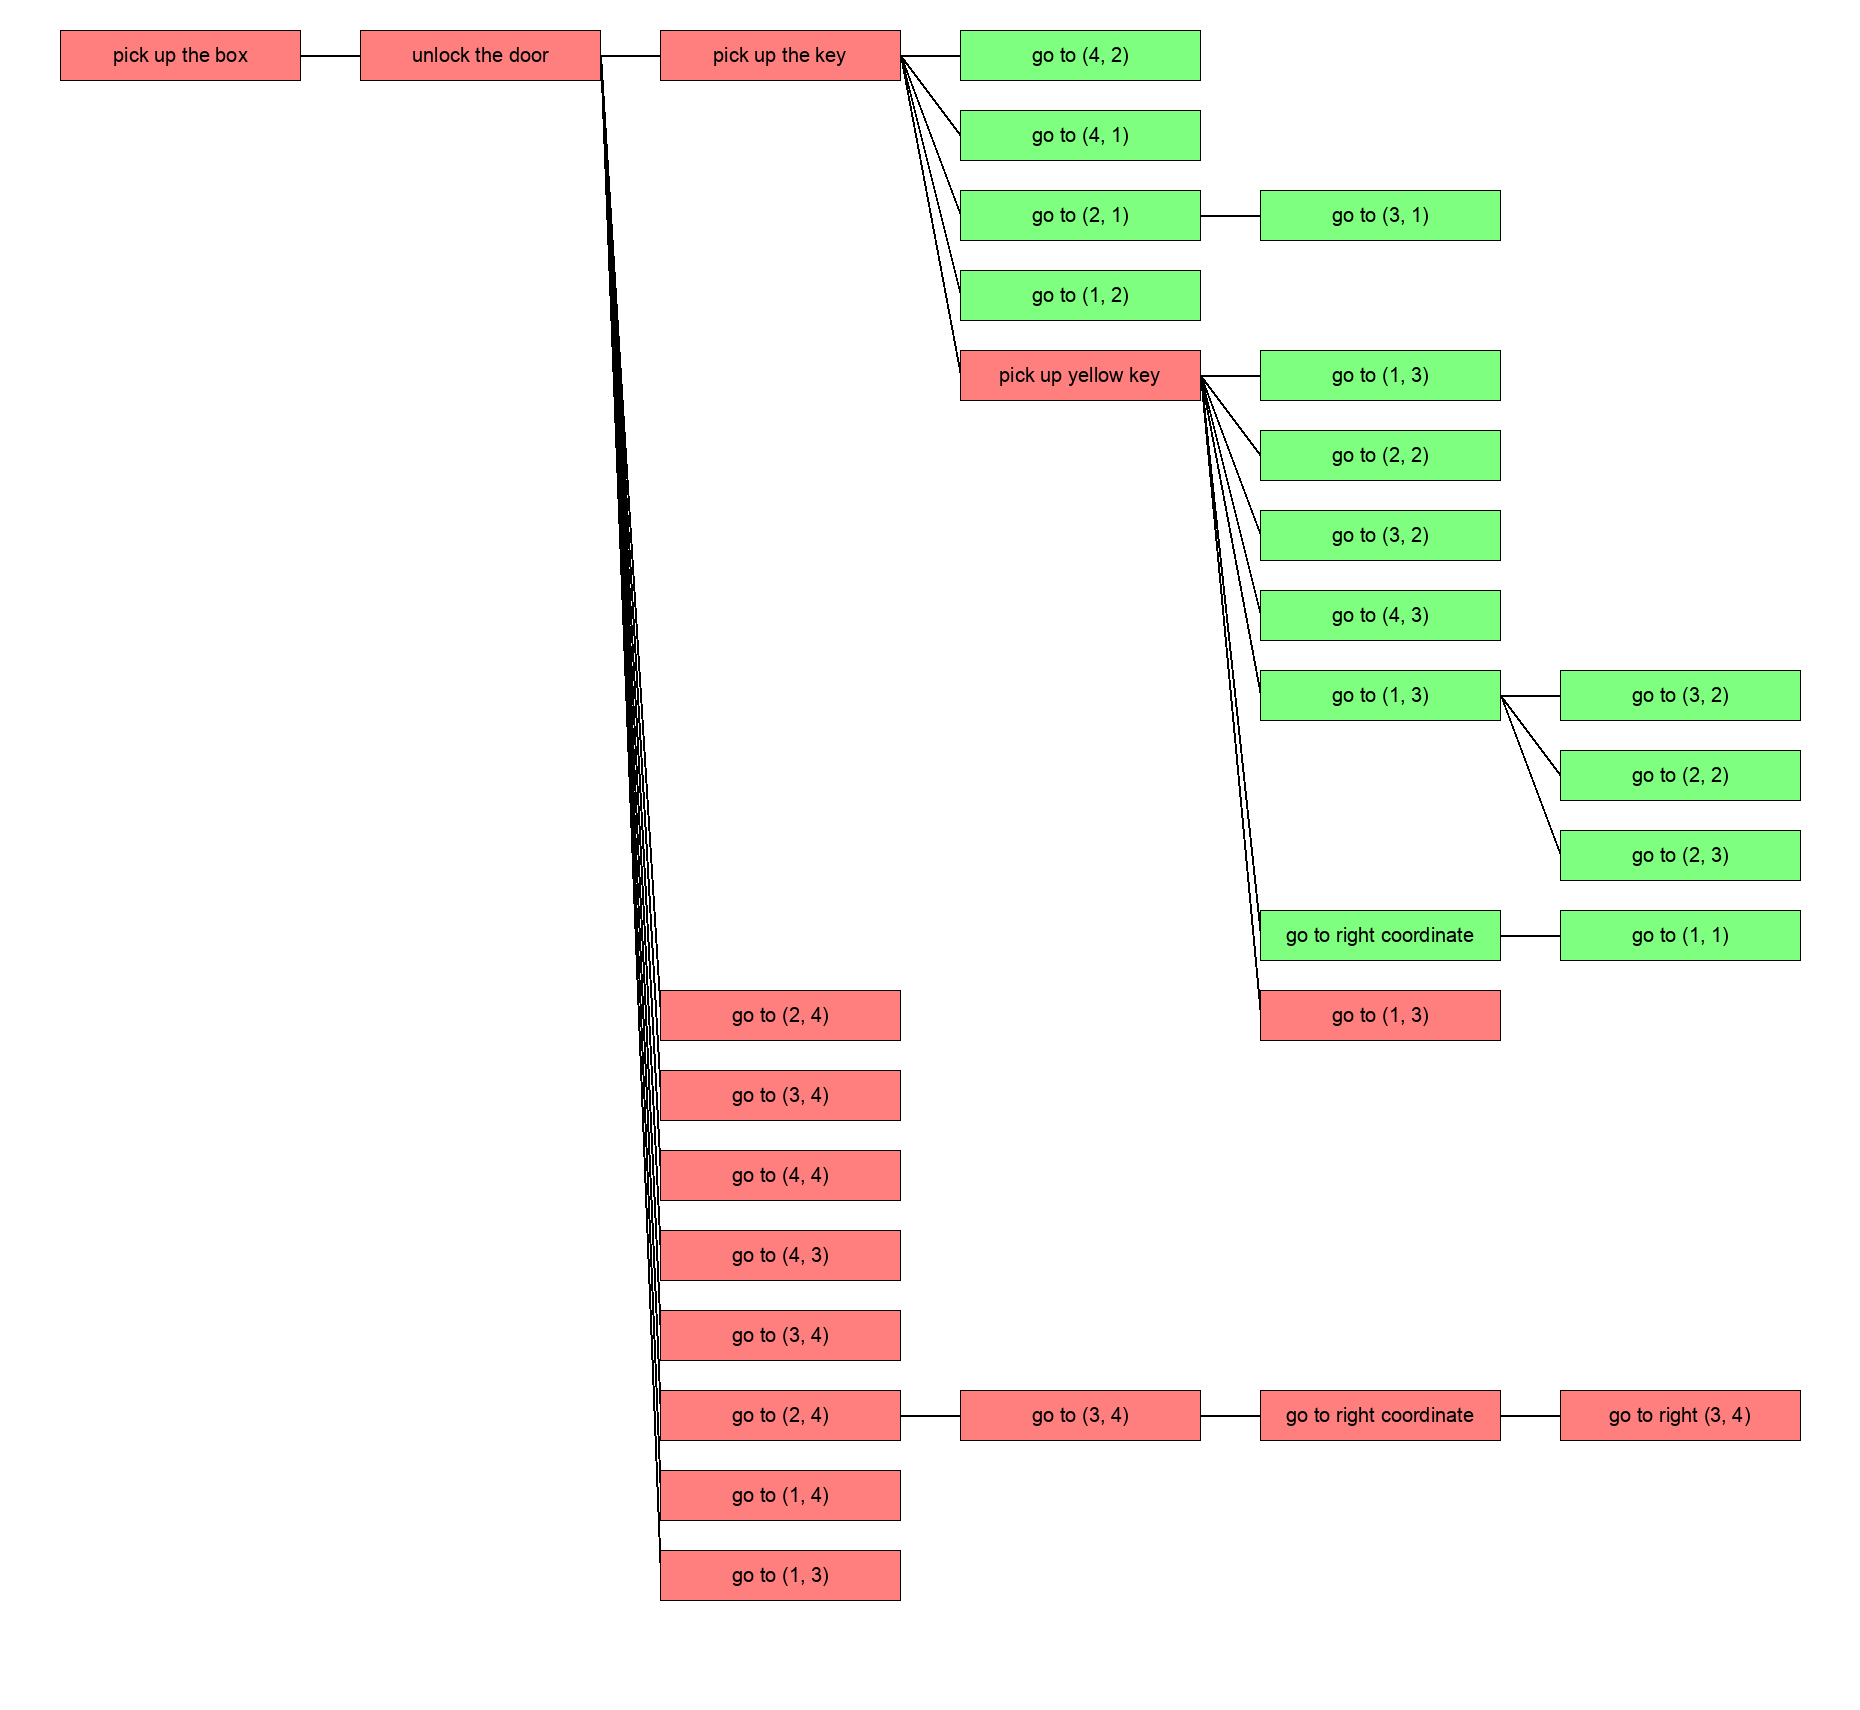 pick up the box
unlock the door
pick up the key
go to (4, 2)
go to (4, 1)
go to (2, 1)
go to (3, 1)
go to (1, 2)
pick up yellow key
go to (1, 3)
go to (2, 2)
go to (3, 2)
go to (4, 3)
go to (1, 3)
go to (3, 2)
go to (2, 2)
go to (2, 3)
go to right coordinate
go to (1, 1)
go to (2, 4)
go to (1, 3)
go to (3, 4)
go to (4, 4)
go to (4, 3)
go to (3, 4)
go to (2, 4)
go to (3, 4)
go to right coordinate
go to right (3, 4)
go to (1, 4)
go to (1, 3)